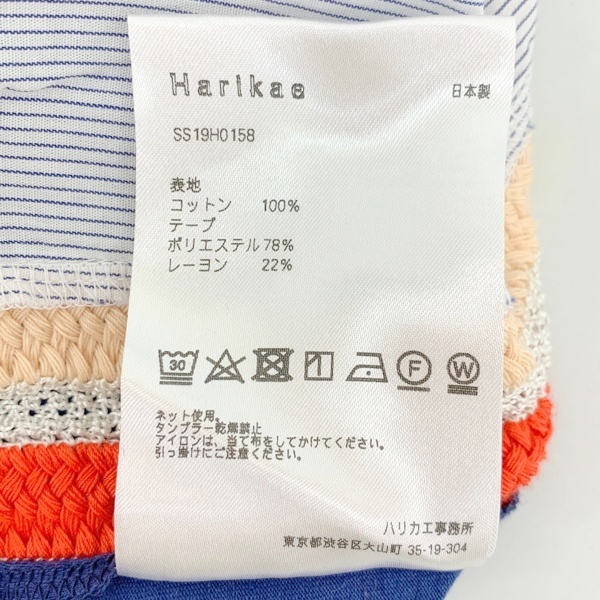 Harikae
日本製
SS19H0158
表地
コットン 100%
テープ
ポリエステル 78%
レーヨン 22%
30
F
W
ネット使用。
タンブラー乾燥禁止
アイロンは、当て布をしてかけてください。
引っ掛けにご注意ください。
ハリカエ事務所
東京都渋谷区大山町 35-19-304